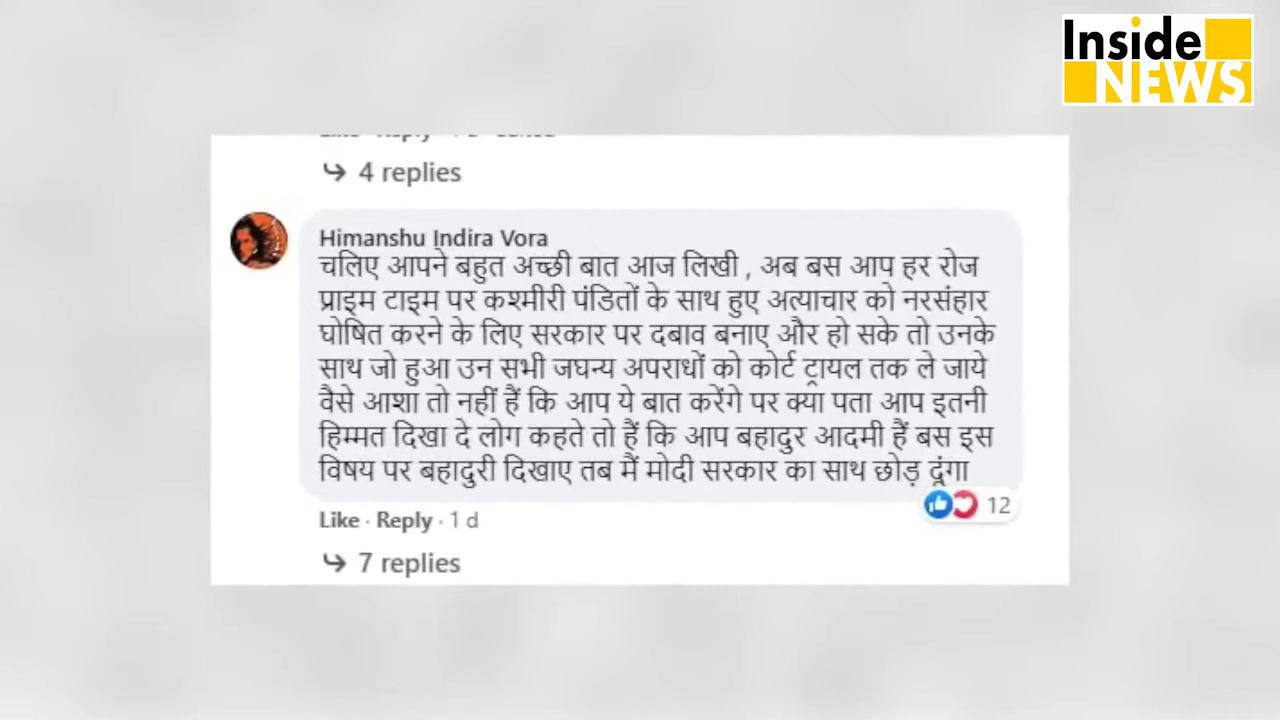 Inside
NEWS
4 replies
Himanshu Indira Vora
चलिए आपने बहुत अच्छी बात आज लिखी , अब बस आप हर रोज
प्राइम टाइम पर कश्मीरी पंडितों के साथ हुए अत्याचार को नरसंहार
घोषित करने के लिए सरकार पर दबाव बनाए और हो सके तो उनके
साथ जो हुआ उन सभी जघन्य अपराधों को कोर्ट ट्रायल तक ले जाये
वैसे आशा तो नहीं हैं कि आप ये बात करेंगे पर क्या पता आप इतनी
हिम्मत दिखा दे लोग कहते तो हैं कि आप बहादुर आदमी हैं बस इस
विषय पर बहादुरी दिखाए तब मैं मोदी सरकार का साथ छोड़ दूंगा
12
Like · Reply · 1 d
7 replies